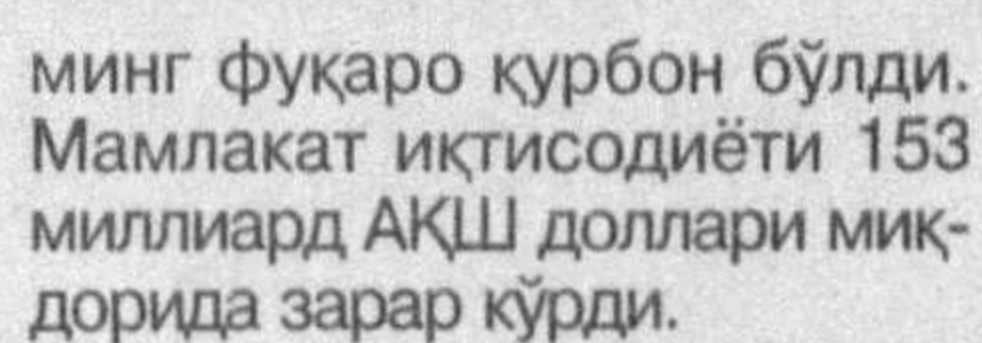 минг фуқаро қурбон бўлди.
Мамлакат иқтисодиёти 153
миллиард АҚШ доллари миқ-
дорида зарар кўрди.